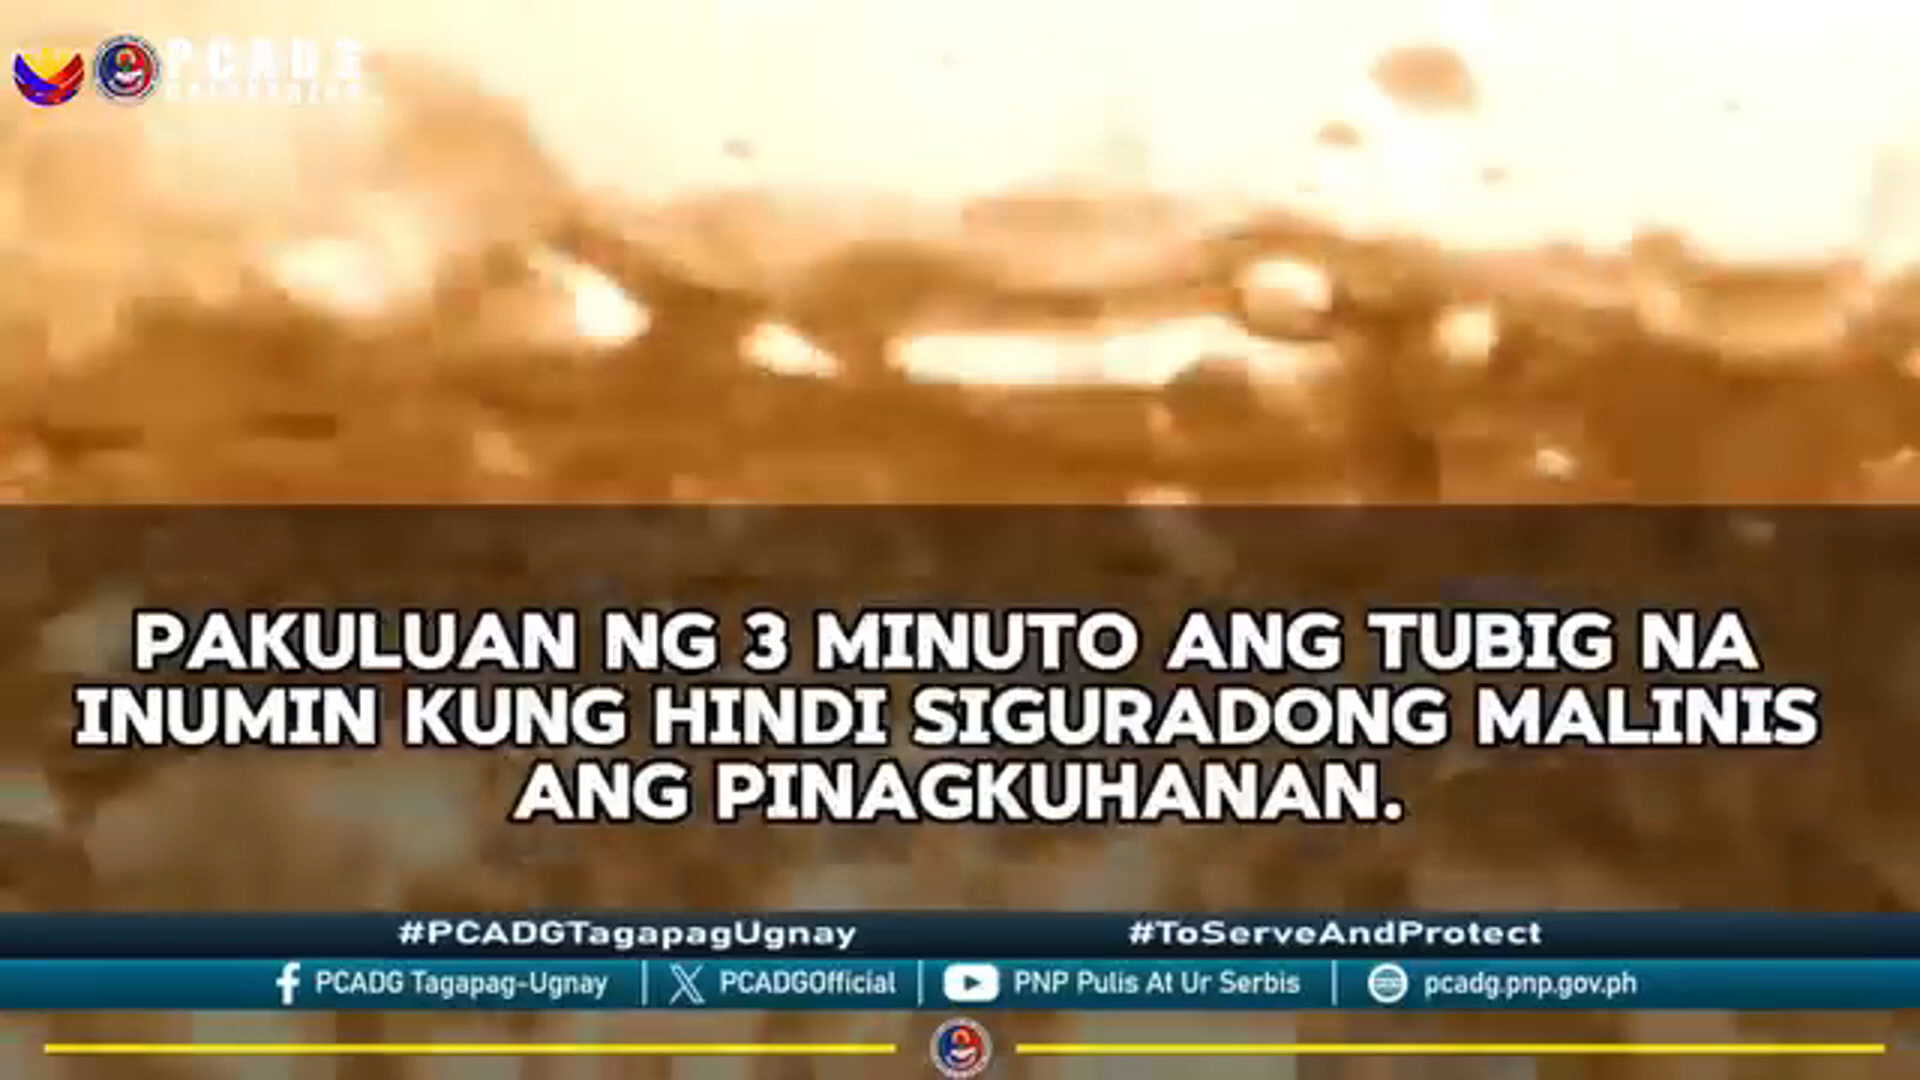 PCADG
PAKULUAN NG 3 MINUTO ANG TUBIG NA
INUMIN KUNG HINDI SIGURADONG MALINIS
ANG PINAGKUHANAN.
#PCADGTagapagUgnay #ToServeAndProtect
PCADG Tagapag-Ugnay PCADGOfficial PNP Pulis At Ur Serbis pcadg.pnp.gov.ph